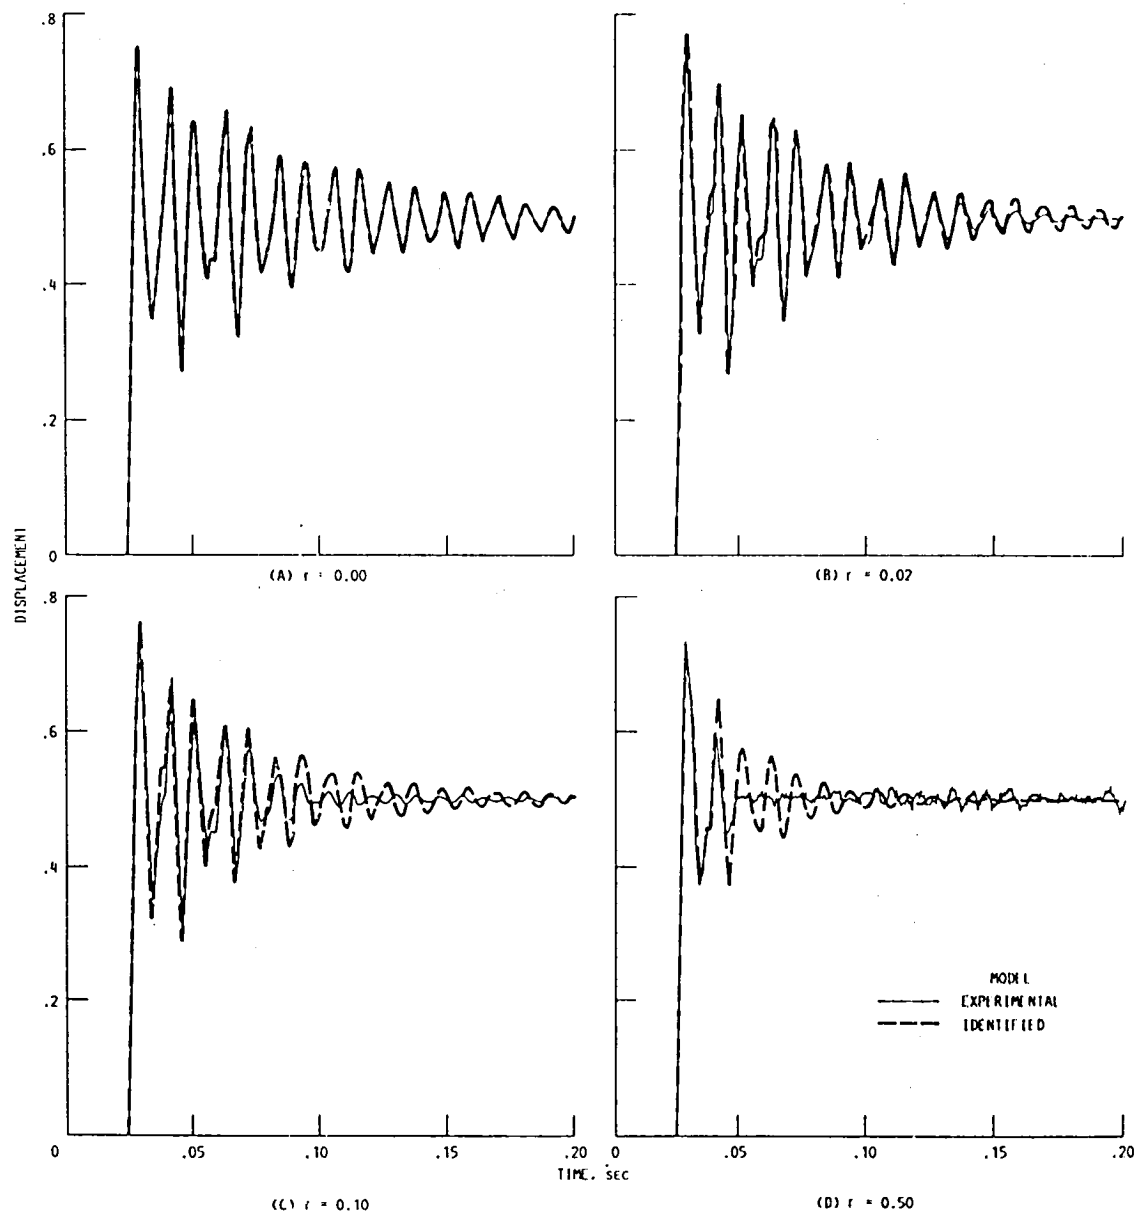 .8
.6
.4
.2
0
(A) r = 0.00
(B) r = 0.02
DISPLACEMENT
.8
.6
.4
.2
0
0 .05 .10 .15 .20
0 .05 .10 .15 .20
TIME, SEC
MODEL
EXPERIMENTAL
IDENTIFIED
(C) r = 0.10
(D) r = 0.50